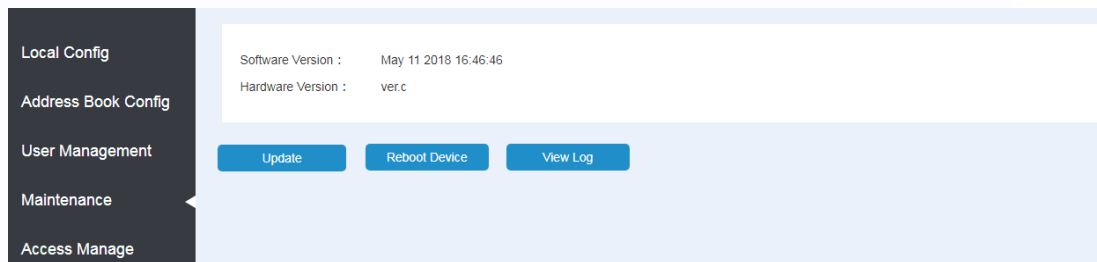 Local Config
Address Book Config
User Management
Maintenance
Access Manage
Software Version : May 11 2018 16:46:46
Hardware Version : ver.c
Update Reboot Device View Log